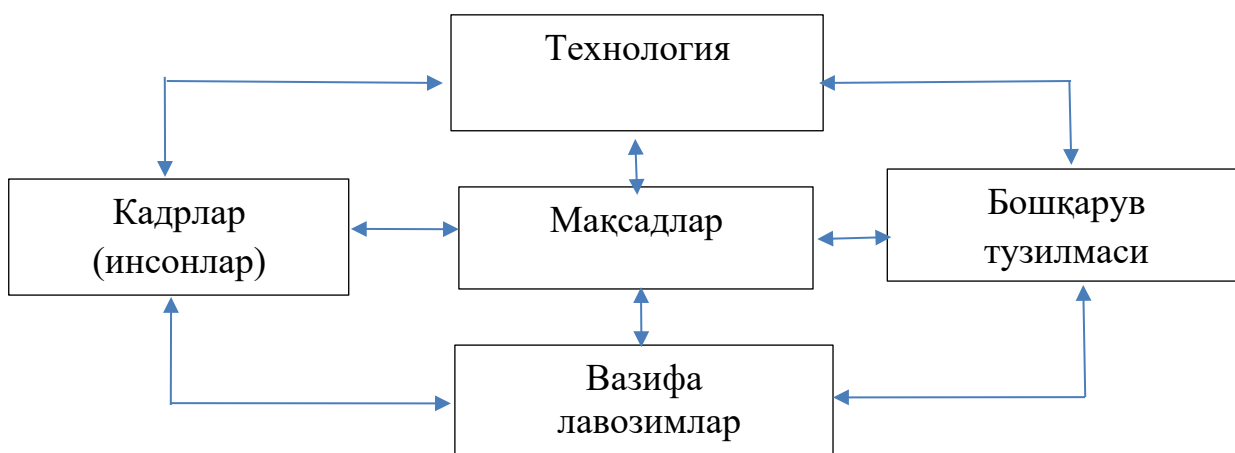 Технология
Кадрлар
(инсонлар)
Мақсадлар
Бошқарув
тузилмаси
Вазифа
лавозимлар